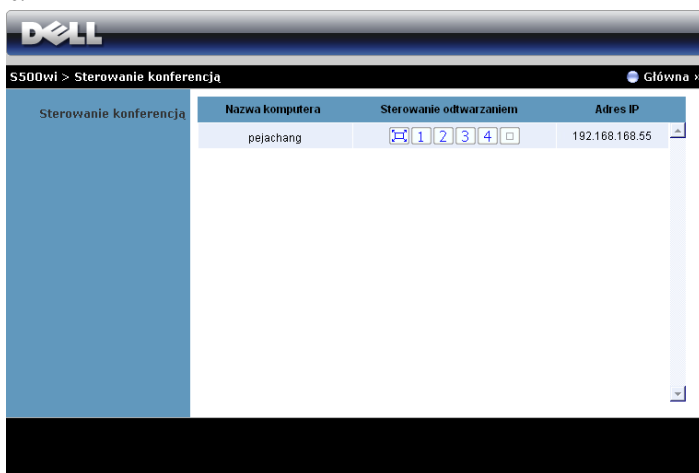 DELL
S500wi > Sterowanie konferencją
Główna »
Sterowanie konferencją
Nazwa komputera Sterowanie odtwarzaniem Adres IP
pejachang 1 2 3 4 192.168.168.55